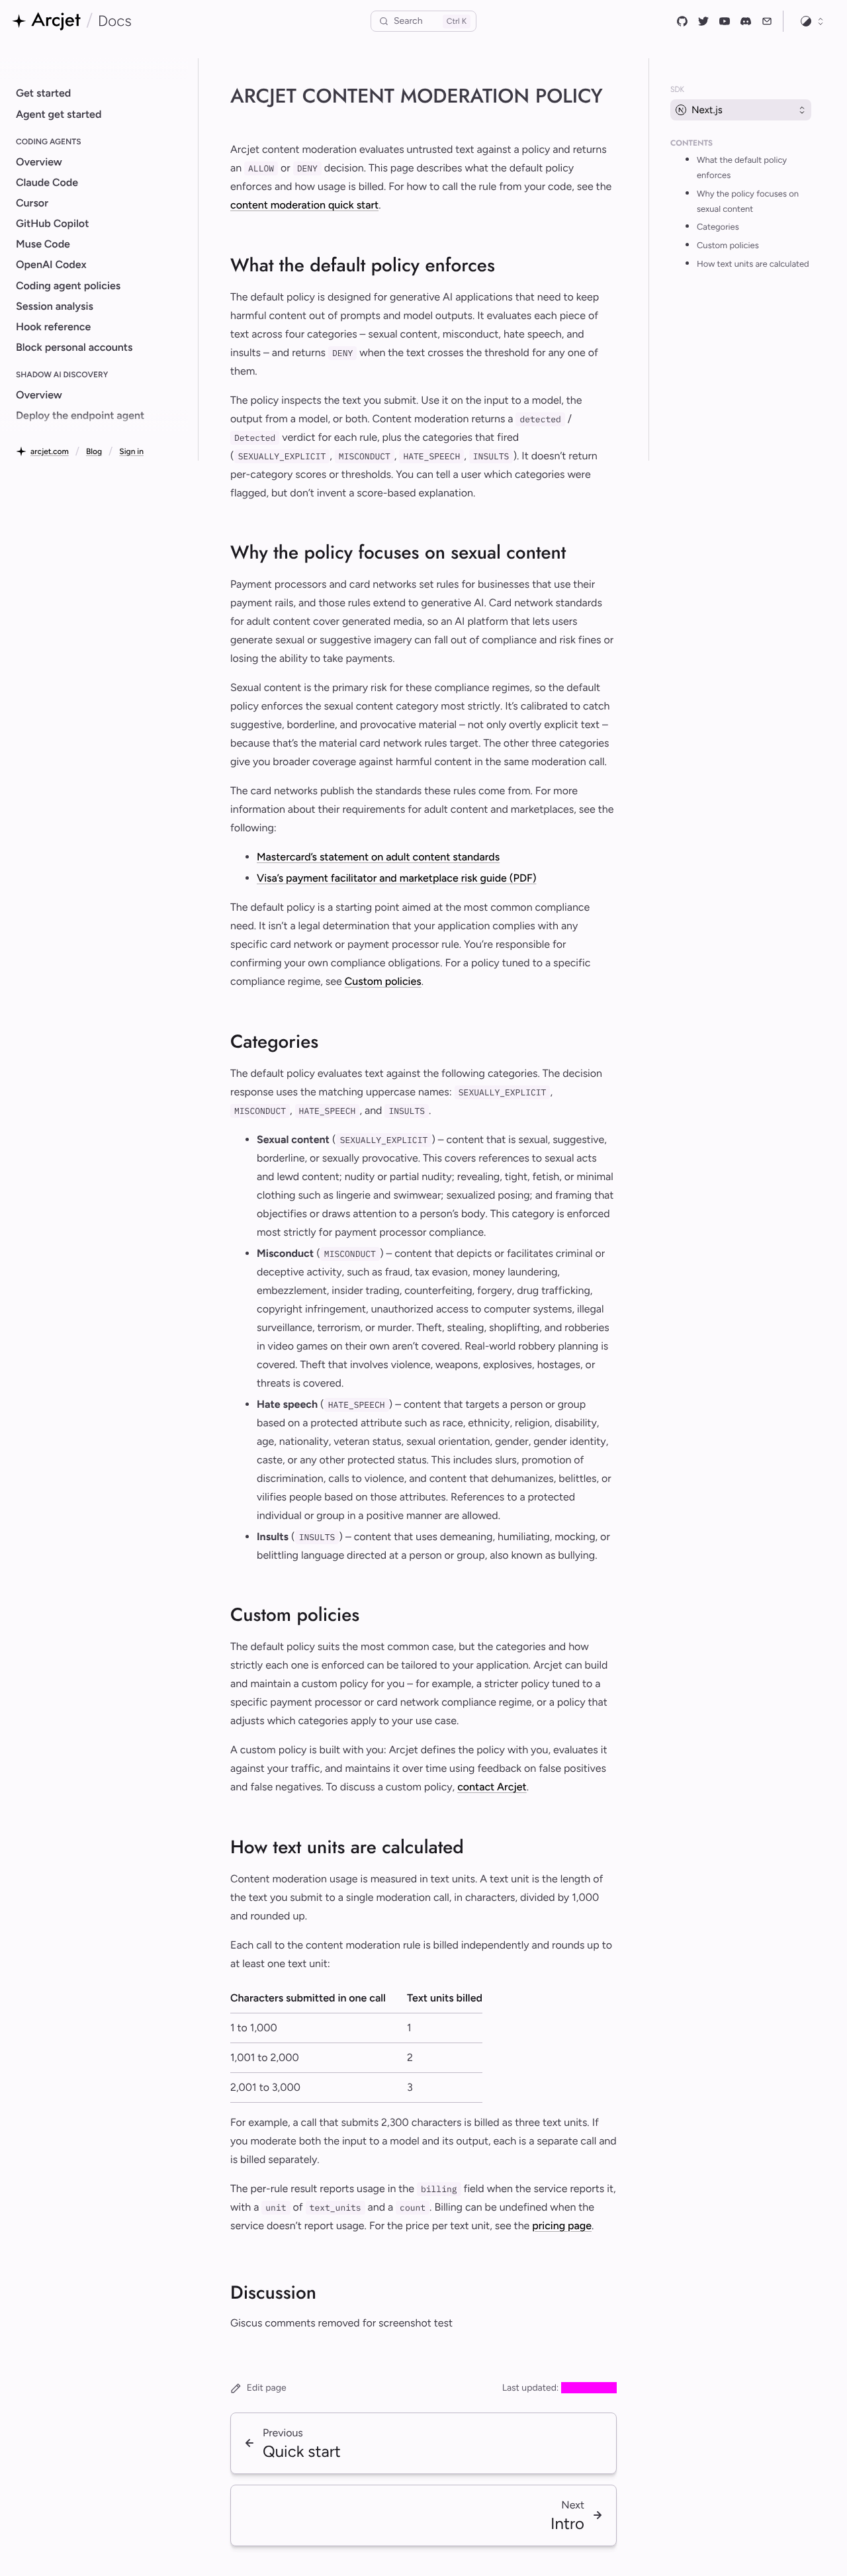 Arcjet / Docs
Search Ctrl K
Get started
Agent get started
CODING AGENTS
Overview
Claude Code
Cursor
GitHub Copilot
Muse Code
OpenAI Codex
Coding agent policies
Session analysis
Hook reference
Block personal accounts
SHADOW AI DISCOVERY
Overview
Deploy the endpoint agent
arcjet.com / Blog / Sign in
ARCJET CONTENT MODERATION POLICY
Arcjet content moderation evaluates untrusted text against a policy and returns
an ALLOW or DENY decision. This page describes what the default policy
enforces and how usage is billed. For how to call the rule from your code, see the
content moderation quick start.
What the default policy enforces
The default policy is designed for generative AI applications that need to keep
harmful content out of prompts and model outputs. It evaluates each piece of
text across four categories – sexual content, misconduct, hate speech, and
insults – and returns DENY when the text crosses the threshold for any one of
them.
The policy inspects the text you submit. Use it on the input to a model, the
output from a model, or both. Content moderation returns a detected /
Detected verdict for each rule, plus the categories that fired
( SEXUALLY_EXPLICIT , MISCONDUCT , HATE_SPEECH , INSULTS ). It doesn’t return
per-category scores or thresholds. You can tell a user which categories were
flagged, but don’t invent a score-based explanation.
Why the policy focuses on sexual content
Payment processors and card networks set rules for businesses that use their
payment rails, and those rules extend to generative AI. Card network standards
for adult content cover generated media, so an AI platform that lets users
generate sexual or suggestive imagery can fall out of compliance and risk fines or
losing the ability to take payments.
Sexual content is the primary risk for these compliance regimes, so the default
policy enforces the sexual content category most strictly. It’s calibrated to catch
suggestive, borderline, and provocative material – not only overtly explicit text –
because that’s the material card network rules target. The other three categories
give you broader coverage against harmful content in the same moderation call.
The card networks publish the standards these rules come from. For more
information about their requirements for adult content and marketplaces, see the
following:
• Mastercard’s statement on adult content standards
• Visa’s payment facilitator and marketplace risk guide (PDF)
The default policy is a starting point aimed at the most common compliance
need. It isn’t a legal determination that your application complies with any
specific card network or payment processor rule. You’re responsible for
confirming your own compliance obligations. For a policy tuned to a specific
compliance regime, see Custom policies.
Categories
The default policy evaluates text against the following categories. The decision
response uses the matching uppercase names: SEXUALLY_EXPLICIT ,
MISCONDUCT , HATE_SPEECH , and INSULTS .
• Sexual content ( SEXUALLY_EXPLICIT ) – content that is sexual, suggestive,
borderline, or sexually provocative. This covers references to sexual acts
and lewd content; nudity or partial nudity; revealing, tight, fetish, or minimal
clothing such as lingerie and swimwear; sexualized posing; and framing that
objectifies or draws attention to a person’s body. This category is enforced
most strictly for payment processor compliance.
• Misconduct ( MISCONDUCT ) – content that depicts or facilitates criminal or
deceptive activity, such as fraud, tax evasion, money laundering,
embezzlement, insider trading, counterfeiting, forgery, drug trafficking,
copyright infringement, unauthorized access to computer systems, illegal
surveillance, terrorism, or murder. Theft, stealing, shoplifting, and robberies
in video games on their own aren’t covered. Real-world robbery planning is
covered. Theft that involves violence, weapons, explosives, hostages, or
threats is covered.
• Hate speech ( HATE_SPEECH ) – content that targets a person or group
based on a protected attribute such as race, ethnicity, religion, disability,
age, nationality, veteran status, sexual orientation, gender, gender identity,
caste, or any other protected status. This includes slurs, promotion of
discrimination, calls to violence, and content that dehumanizes, belittles, or
vilifies people based on those attributes. References to a protected
individual or group in a positive manner are allowed.
• Insults ( INSULTS ) – content that uses demeaning, humiliating, mocking, or
belittling language directed at a person or group, also known as bullying.
Custom policies
The default policy suits the most common case, but the categories and how
strictly each one is enforced can be tailored to your application. Arcjet can build
and maintain a custom policy for you – for example, a stricter policy tuned to a
specific payment processor or card network compliance regime, or a policy that
adjusts which categories apply to your use case.
A custom policy is built with you: Arcjet defines the policy with you, evaluates it
against your traffic, and maintains it over time using feedback on false positives
and false negatives. To discuss a custom policy, contact Arcjet.
How text units are calculated
Content moderation usage is measured in text units. A text unit is the length of
the text you submit to a single moderation call, in characters, divided by 1,000
and rounded up.
Each call to the content moderation rule is billed independently and rounds up to
at least one text unit:
Characters submitted in one call Text units billed
1 to 1,000 1
1,001 to 2,000 2
2,001 to 3,000 3
For example, a call that submits 2,300 characters is billed as three text units. If
you moderate both the input to a model and its output, each is a separate call and
is billed separately.
The per-rule result reports usage in the billing field when the service reports it,
with a unit of text_units and a count . Billing can be undefined when the
service doesn’t report usage. For the price per text unit, see the pricing page.
Discussion
Giscus comments removed for screenshot test
Edit page
Last updated:
Previous
Quick start
Next
Intro
SDK
Next.js
CONTENTS
• What the default policy
enforces
• Why the policy focuses on
sexual content
• Categories
• Custom policies
• How text units are calculated